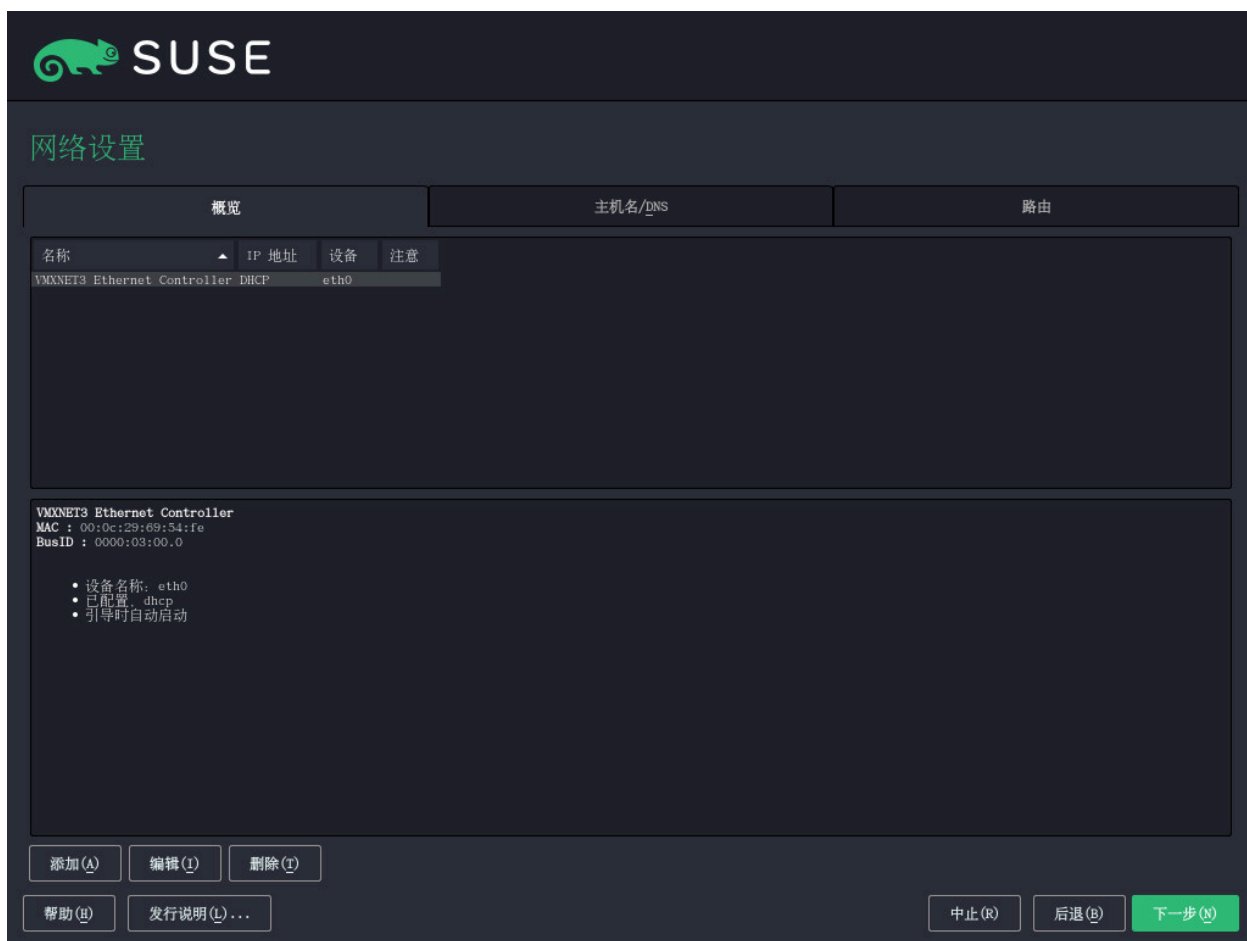 SUSE
网络设置
概览 主机名/DNS 路由
名称 IP 地址 设备 注意
VMXNET3 Ethernet Controller DHCP eth0
VMXNET3 Ethernet Controller
MAC : 00:0c:29:69:54:fe
BusID : 0000:03:00.0
• 设备名称: eth0
• 已配置, dhcp
• 引导时自动启动
添加(A) 编辑(I) 删除(T)
帮助(H) 发行说明(L)... 中止(R) 后退(B) 下一步(N)